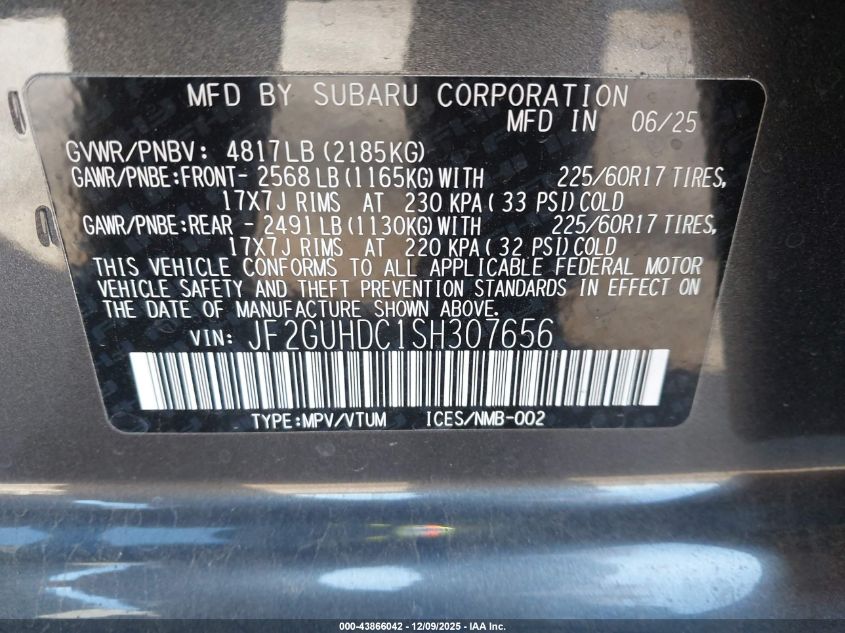 MFD BY SUBARU CORPORATION
MFD IN 06/25
GVWR/PNBV: 4817LB (2185KG)
GAWR/PNBE:FRONT- 2568 LB (1165KG) WITH 225/60R17 TIRES,
17X7J RIMS AT 230 KPA( 33 PSI) COLD
GAWR/PNBE:REAR - 2491 LB (1130KG) WITH 225/60R17 TIRES,
17X7J RIMS AT 220 KPA( 32 PSI) COLD
THIS VEHICLE CONFORMS TO ALL APPLICABLE FEDERAL MOTOR
VEHICLE SAFETY AND THEFT PREVENTION STANDARDS IN EFFECT ON
THE DATE OF MANUFACTURE SHOWN ABOVE.
VIN: JF2GUHDC1SH307656
TYPE:MPV/VTUM ICES/NMB-002
000-43866042 | 12/09/2025 - IAA Inc.